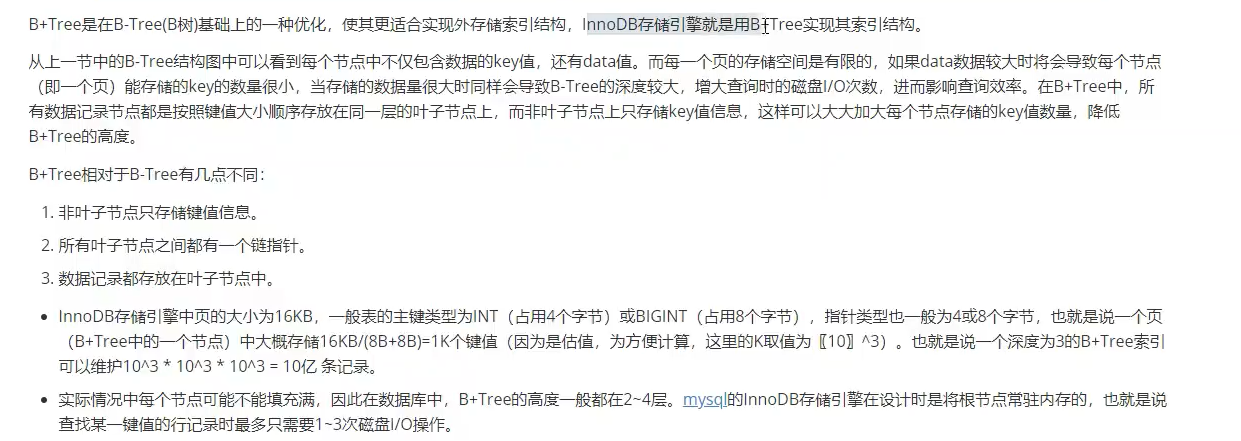 B+Tree是在B-Tree(B树)基础上的一种优化，使其更适合实现外存储索引结构，InnoDB存储引擎就是用B+Tree实现其索引结构。
从上一节中的B-Tree结构图中可以看到每个节点中不仅包含数据的key值，还有data值。而每一个页的存储空间是有限的，如果data数据较大时将会导致每个节点
（即一个页）能存储的key的数量很小，当存储的数据量很大时同样会导致B-Tree的深度较大，增大查询时的磁盘I/O次数，进而影响查询效率。在B+Tree中，所
有数据记录节点都是按照键值大小顺序存放在同一层的叶子节点上，而非叶子节点上只存储key值信息，这样可以大大加大每个节点存储的key值数量，降低
B+Tree的高度。
B+Tree相对于B-Tree有几点不同：
1. 非叶子节点只存储键值信息。
2. 所有叶子节点之间都有一个链指针。
3. 数据记录都存放在叶子节点中。
• InnoDB存储引擎中页的大小为16KB，一般表的主键类型为INT（占用4个字节）或BIGINT（占用8个字节），指针类型也一般为4或8个字节，也就是说一个页
（B+Tree中的一个节点）中大概存储16KB/(8B+8B)=1K个键值（因为是估值，为方便计算，这里的K取值为〖10〗^3）。也就是说一个深度为3的B+Tree索引
可以维护10^3 * 10^3 * 10^3 = 10亿 条记录。
• 实际情况中每个节点可能不能填充满，因此在数据库中，B+Tree的高度一般都在2~4层。mysql的InnoDB存储引擎在设计时是将根节点常驻内存的，也就是说
查找某一键值的行记录时最多只需要1~3次磁盘I/O操作。